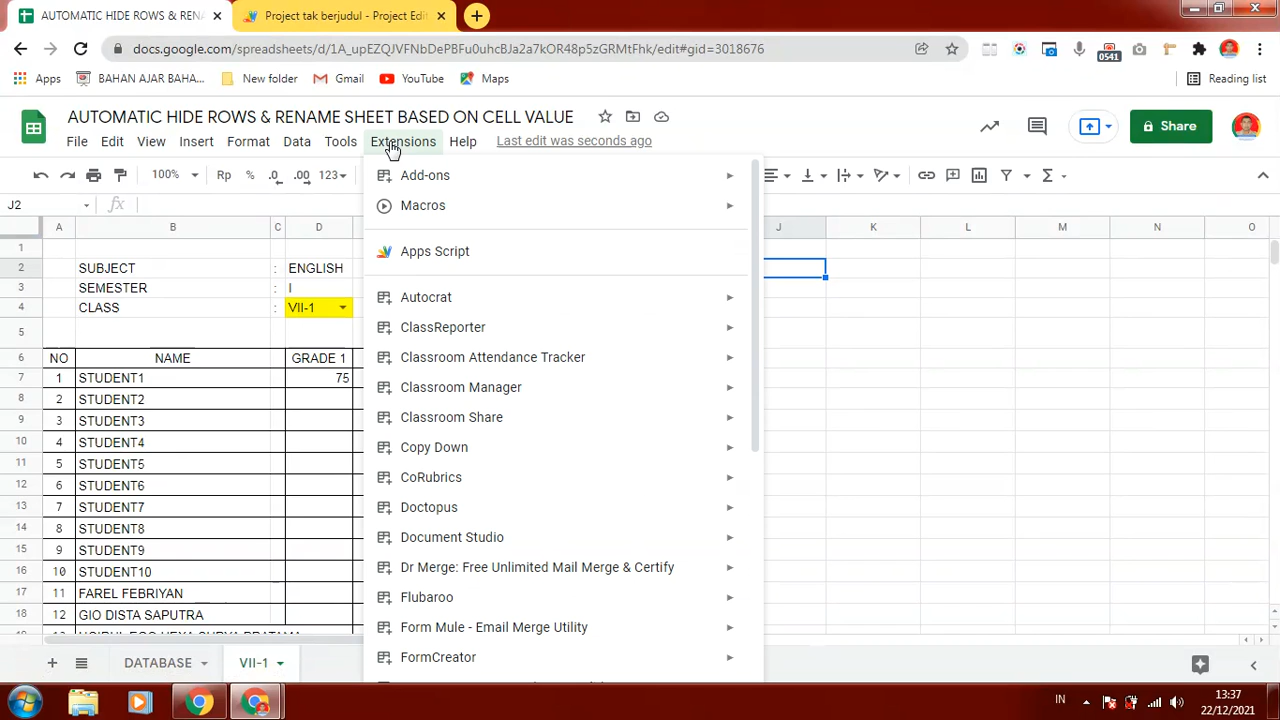 AUTOMATIC HIDE ROWS & RENA
Project tak berjudul - Project Edit
docs.google.com/spreadsheets/d/1A_upEZQJVFNbDePBFu0uhcBJa2a7kOR48p5zGRMtFhk/edit#gid=3018676
0541
Apps
BAHAN AJAR BAHA...
New folder
Gmail
YouTube
Maps
Reading list
AUTOMATIC HIDE ROWS & RENAME SHEET BASED ON CELL VALUE
File Edit View Insert Format Data Tools Extensions Help Last edit was seconds ago
Share
100% Rp % .0 .00 123
J2 fx
A B C D J K L M N O
1
2 SUBJECT : ENGLISH
3 SEMESTER : I
4 CLASS : VII-1
5
6 NO NAME GRADE 1
7 1 STUDENT1 75
8 2 STUDENT2
9 3 STUDENT3
10 4 STUDENT4
11 5 STUDENT5
12 6 STUDENT6
13 7 STUDENT7
14 8 STUDENT8
15 9 STUDENT9
16 10 STUDENT10
17 11 FAREL FEBRIYAN
18 12 GIO DISTA SAPUTRA
Add-ons
Macros
Apps Script
Autocrat
ClassReporter
Classroom Attendance Tracker
Classroom Manager
Classroom Share
Copy Down
CoRubrics
Doctopus
Document Studio
Dr Merge: Free Unlimited Mail Merge & Certify
Flubaroo
Form Mule - Email Merge Utility
FormCreator
DATABASE
VII-1
IN
13:37
22/12/2021